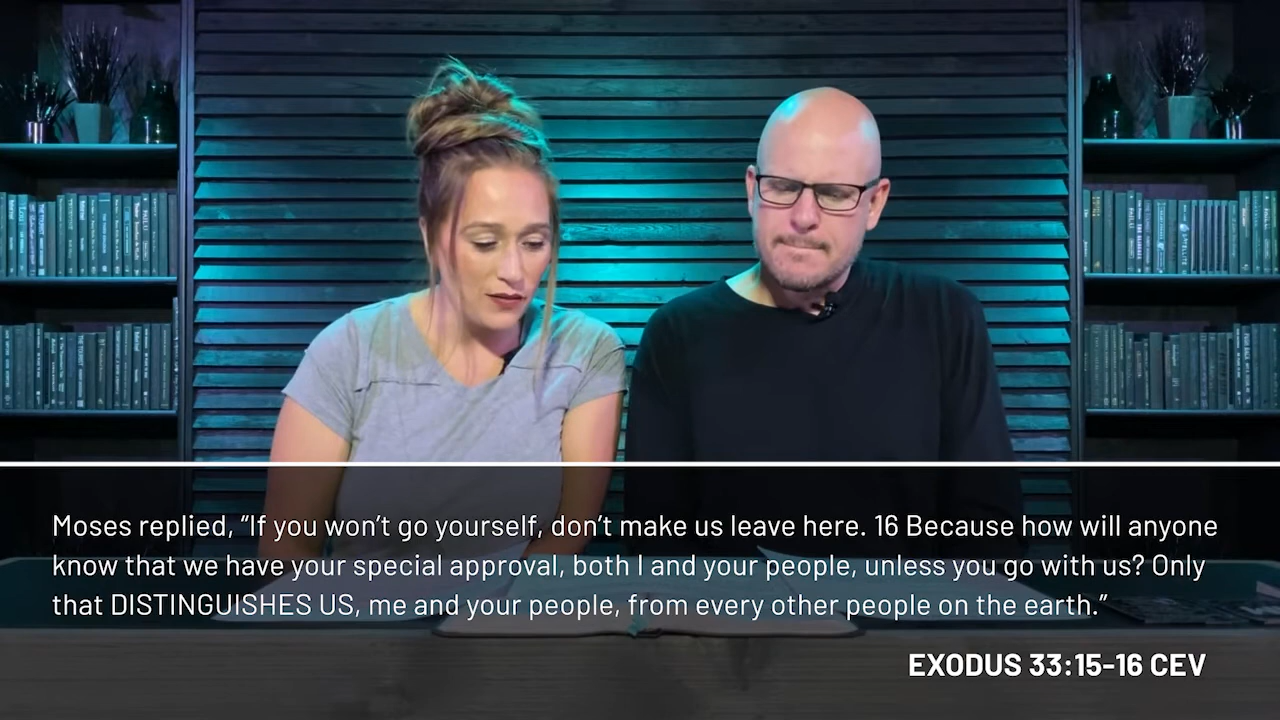 Moses replied, “If you won’t go yourself, don’t make us leave here. 16 Because how will anyone
know that we have your special approval, both I and your people, unless you go with us? Only
that DISTINGUISHES US, me and your people, from every other people on the earth.”
EXODUS 33:15-16 CEV